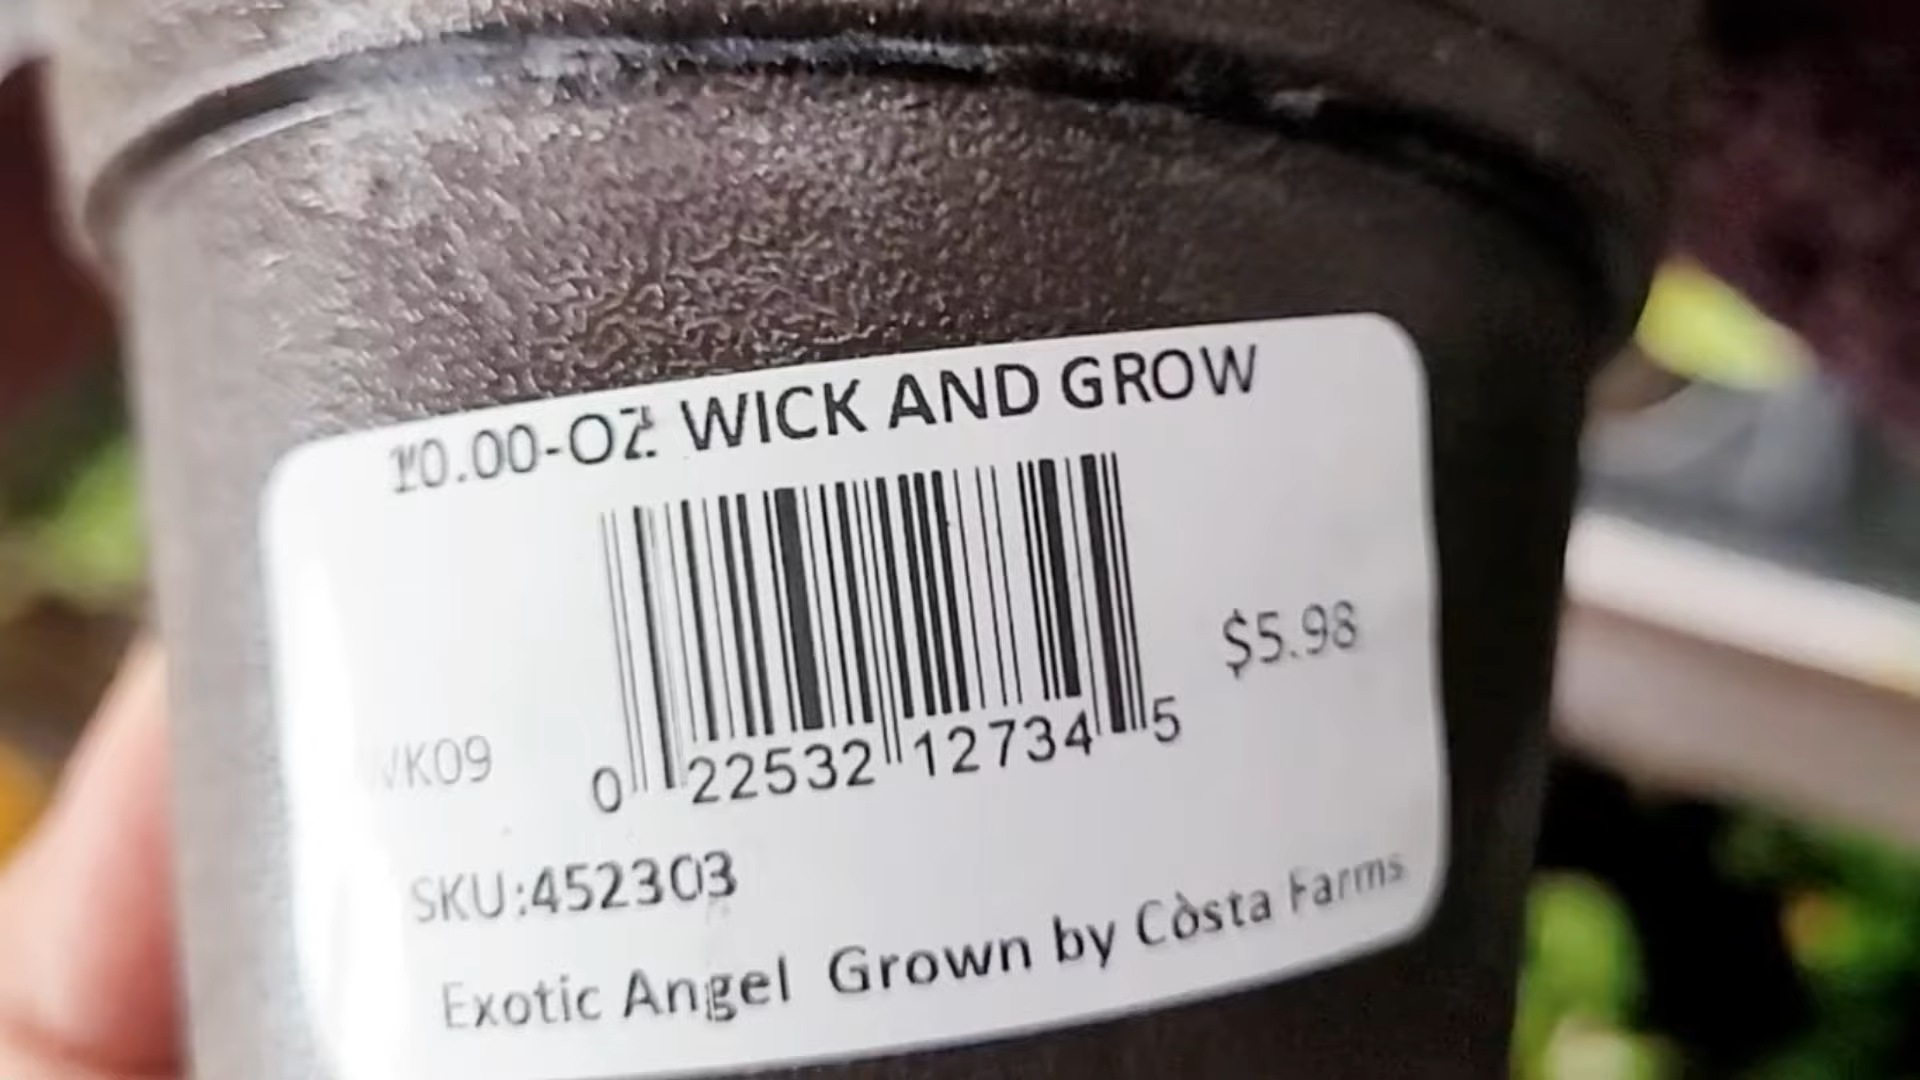 10.00-OZ. WICK AND GROW
$5.98
WK09
0 22532 12734 5
SKU:452303
Exotic Angel Grown by Costa Farms